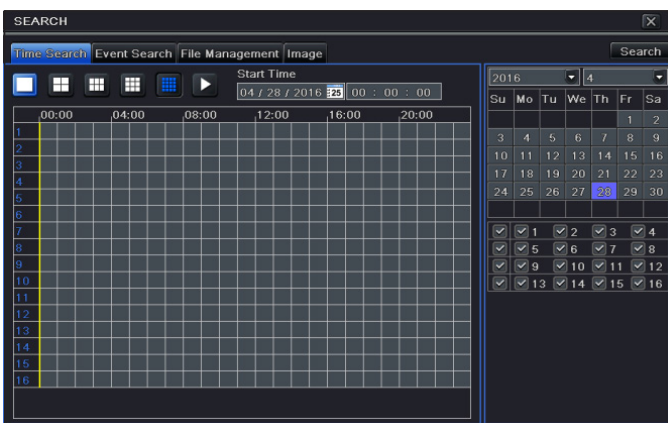 SEARCH
Time Search Event Search File Management Image Search
Start Time
04 / 28 / 2016 25 00 : 00 : 00
00:00 04:00 08:00 12:00 16:00 20:00
1
2
3
4
5
6
7
8
9
10
11
12
13
14
15
16
2016 4
Su Mo Tu We Th Fr Sa
1 2
3 4 5 6 7 8 9
10 11 12 13 14 15 16
17 18 19 20 21 22 23
24 25 26 27 28 29 30
1 2 3 4
5 6 7 8
9 10 11 12
13 14 15 16